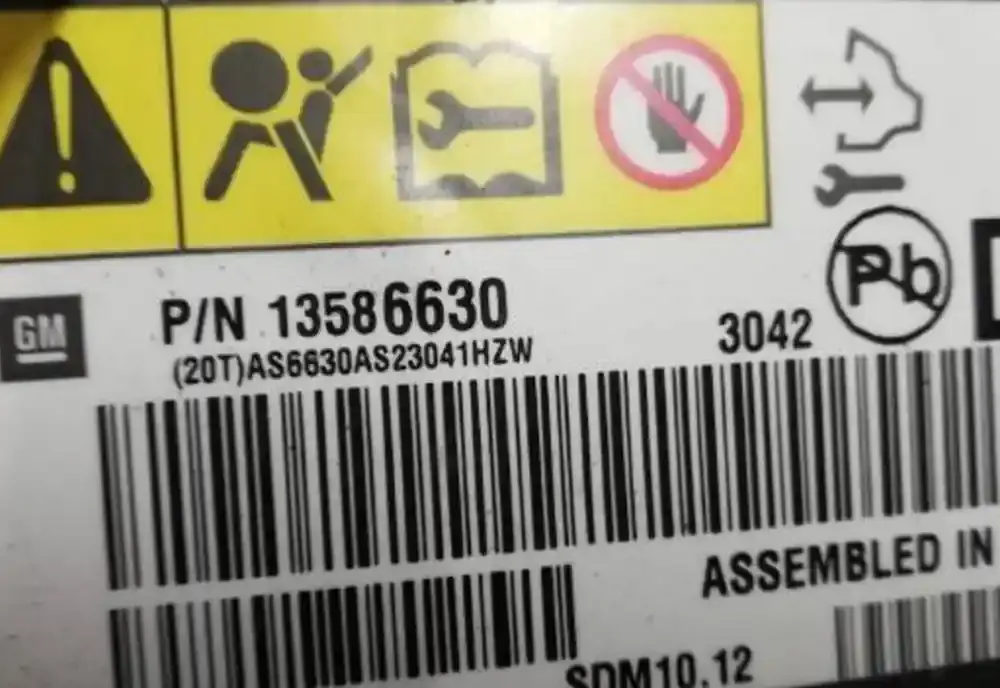 GM
P/N 13586630
(20T)AS6630AS23041HZW
3042
Pb
ASSEMBLED IN
SDM10.12